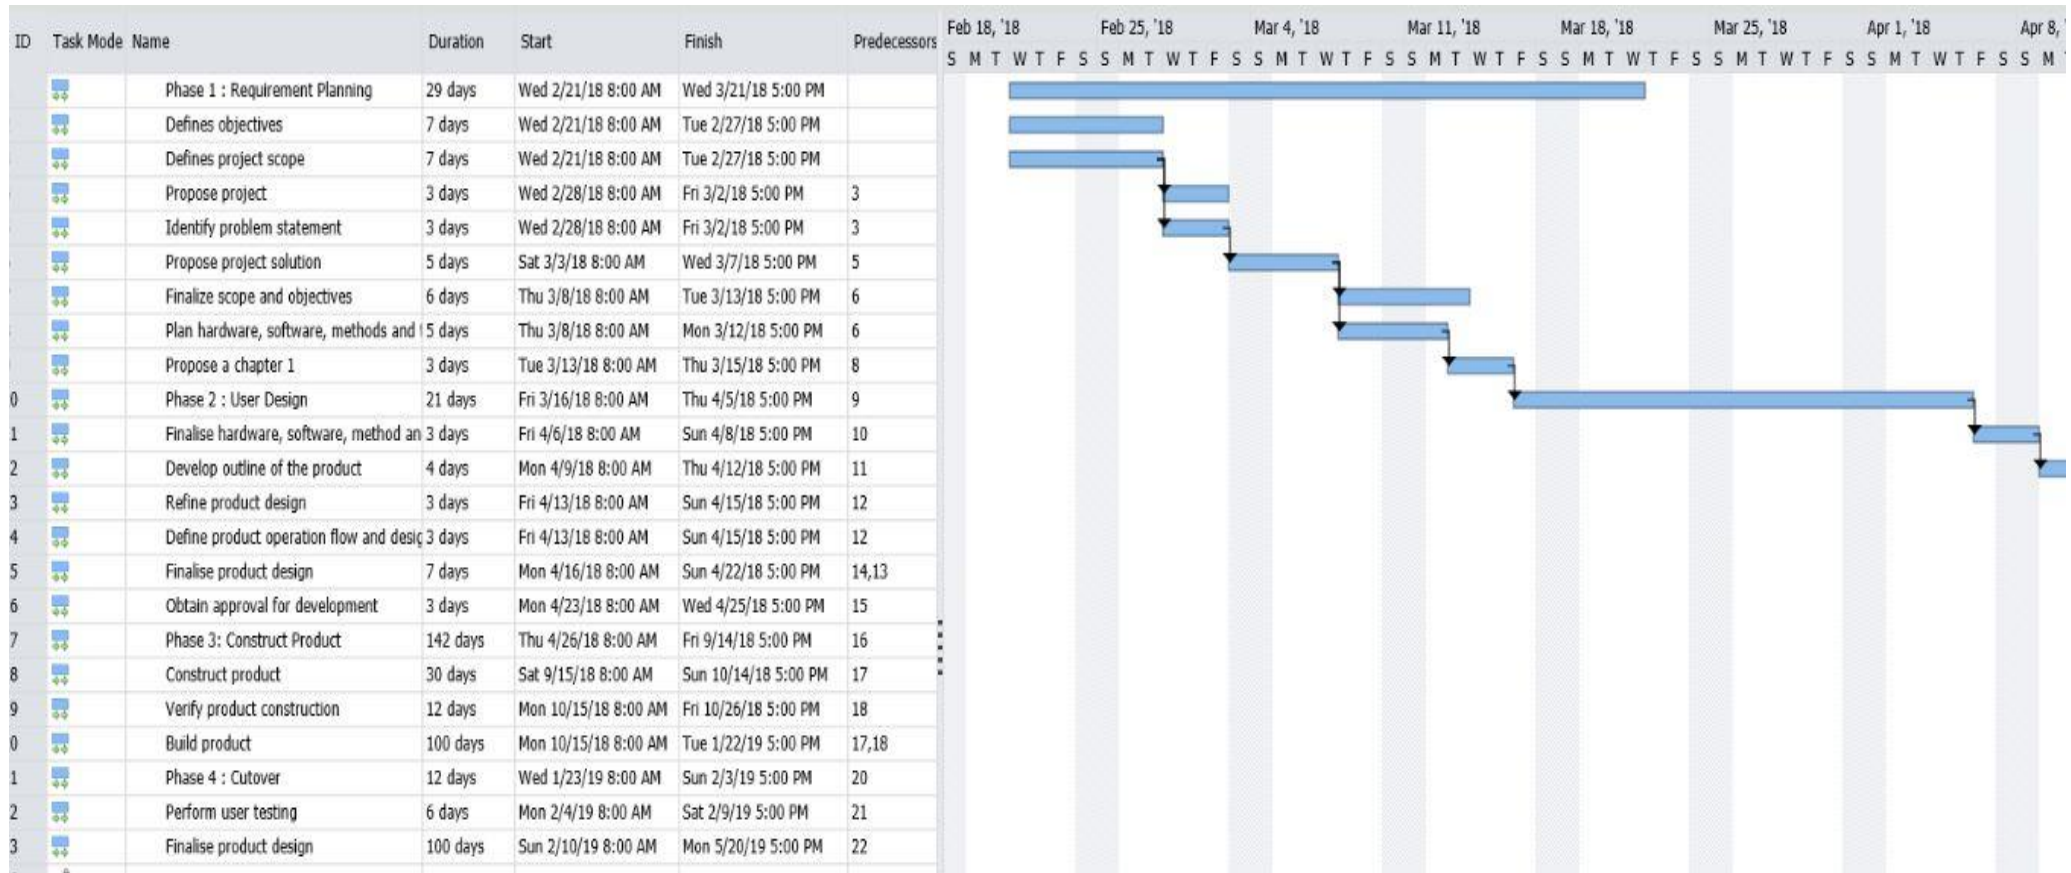 ID Task Mode Name Duration Start Finish Predecessors Feb 18, '18 Feb 25, '18 Mar 4, '18 Mar 11, '18 Mar 18, '18 Mar 25, '18 Apr 1, '18 Apr 8, '
S M T W T F S S M T W T F S S M T W T F S S M T W T F S S M T W T F S S M T W T F S S M T W T F S S M
Phase 1 : Requirement Planning 29 days Wed 2/21/18 8:00 AM Wed 3/21/18 5:00 PM
Defines objectives 7 days Wed 2/21/18 8:00 AM Tue 2/27/18 5:00 PM
Defines project scope 7 days Wed 2/21/18 8:00 AM Tue 2/27/18 5:00 PM
Propose project 3 days Wed 2/28/18 8:00 AM Fri 3/2/18 5:00 PM 3
Identify problem statement 3 days Wed 2/28/18 8:00 AM Fri 3/2/18 5:00 PM 3
Propose project solution 5 days Sat 3/3/18 8:00 AM Wed 3/7/18 5:00 PM 5
Finalize scope and objectives 6 days Thu 3/8/18 8:00 AM Tue 3/13/18 5:00 PM 6
Plan hardware, software, methods and 5 days Thu 3/8/18 8:00 AM Mon 3/12/18 5:00 PM 6
Propose a chapter 1 3 days Tue 3/13/18 8:00 AM Thu 3/15/18 5:00 PM 8
0 Phase 2 : User Design 21 days Fri 3/16/18 8:00 AM Thu 4/5/18 5:00 PM 9
1 Finalise hardware, software, method an 3 days Fri 4/6/18 8:00 AM Sun 4/8/18 5:00 PM 10
2 Develop outline of the product 4 days Mon 4/9/18 8:00 AM Thu 4/12/18 5:00 PM 11
3 Refine product design 3 days Fri 4/13/18 8:00 AM Sun 4/15/18 5:00 PM 12
4 Define product operation flow and desig 3 days Fri 4/13/18 8:00 AM Sun 4/15/18 5:00 PM 12
5 Finalise product design 7 days Mon 4/16/18 8:00 AM Sun 4/22/18 5:00 PM 14,13
6 Obtain approval for development 3 days Mon 4/23/18 8:00 AM Wed 4/25/18 5:00 PM 15
7 Phase 3: Construct Product 142 days Thu 4/26/18 8:00 AM Fri 9/14/18 5:00 PM 16
8 Construct product 30 days Sat 9/15/18 8:00 AM Sun 10/14/18 5:00 PM 17
9 Verify product construction 12 days Mon 10/15/18 8:00 AM Fri 10/26/18 5:00 PM 18
0 Build product 100 days Mon 10/15/18 8:00 AM Tue 1/22/19 5:00 PM 17,18
1 Phase 4 : Cutover 12 days Wed 1/23/19 8:00 AM Sun 2/3/19 5:00 PM 20
2 Perform user testing 6 days Mon 2/4/19 8:00 AM Sat 2/9/19 5:00 PM 21
3 Finalise product design 100 days Sun 2/10/19 8:00 AM Mon 5/20/19 5:00 PM 22